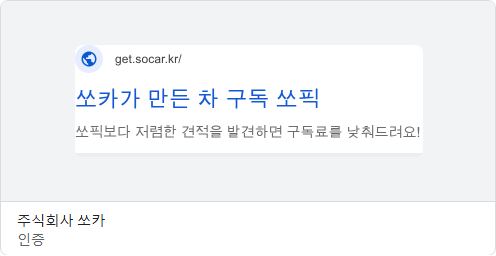 get.socar.kr/
쏘카가 만든 차 구독 쏘픽
쏘픽보다 저렴한 견적을 발견하면 구독료를 낮춰드려요!
주식회사 쏘카
인증